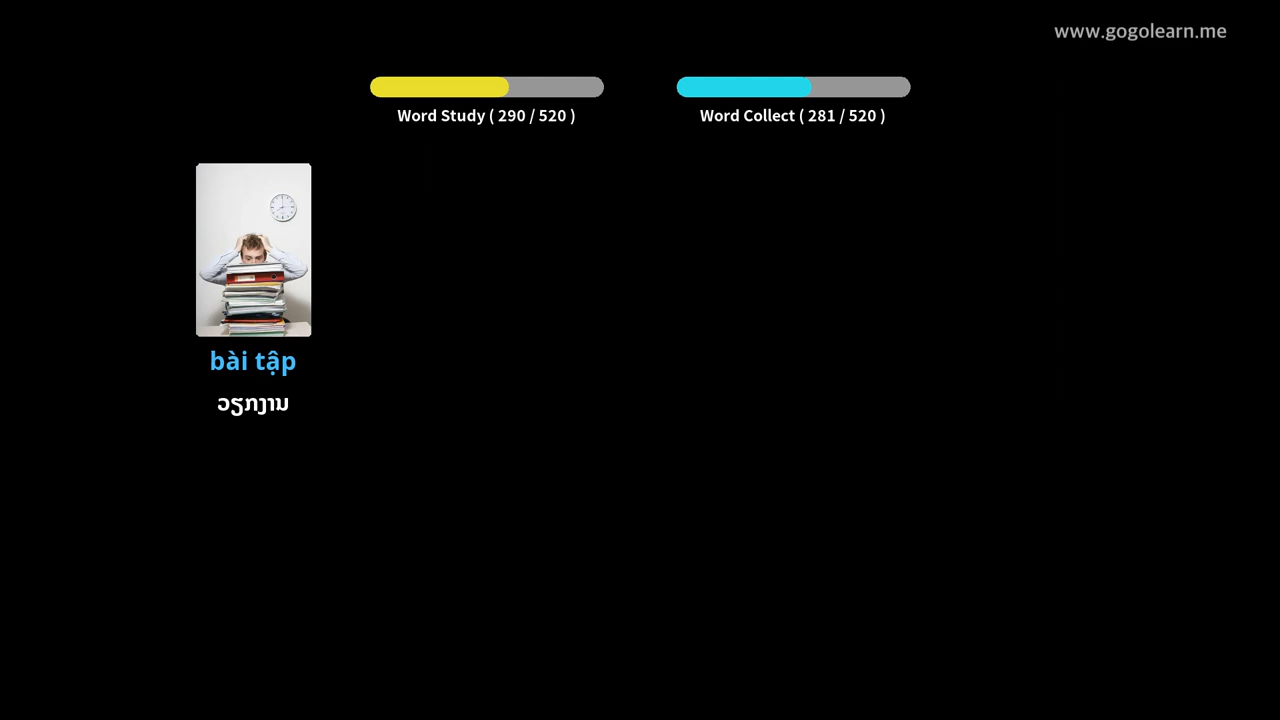 www.gogolearn.me
Word Study ( 290 / 520 )
Word Collect ( 281 / 520 )
bài tập
ວຽກງານ